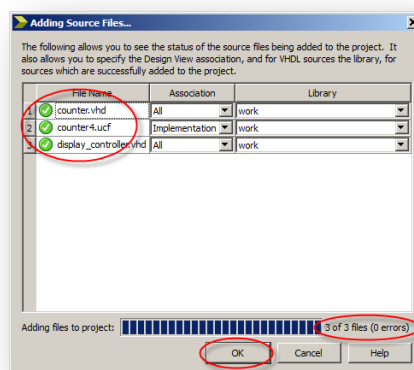 Adding Source Files...
The following allows you to see the status of the source files being added to the project. It
also allows you to specify the Design View association, and for VHDL sources the library, for
sources which are successfully added to the project.
File Name Association Library
1 counter.vhd All work
2 counter4.ucf Implementation work
3 display_controller.vhd All work
Adding files to project: 3 of 3 files (0 errors)
OK Cancel Help